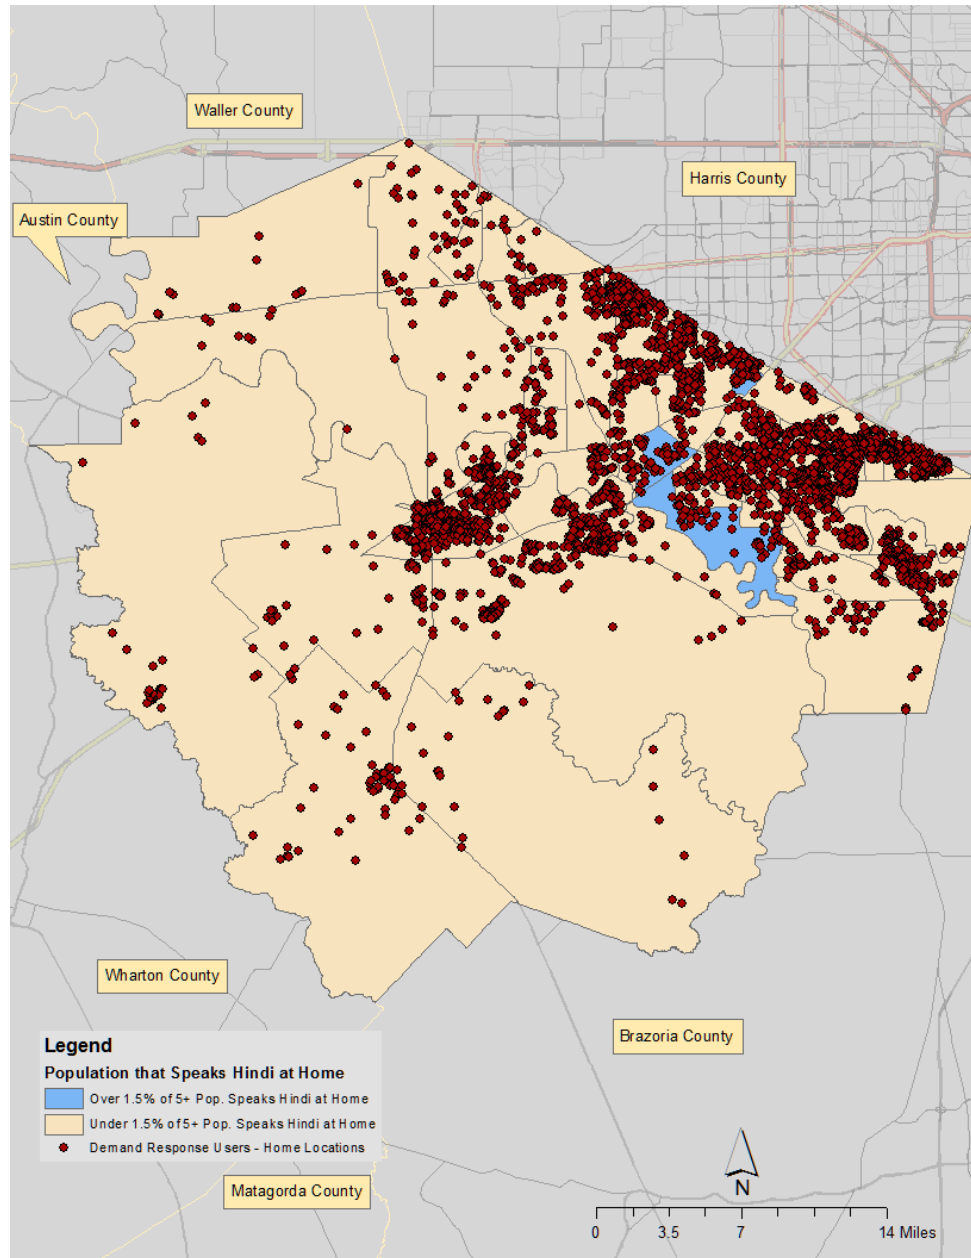 Waller County
Harris County
Austin County
Wharton County
Brazoria County
Legend
Population that Speaks Hindi at Home
Over 1.5% of 5+ Pop. Speaks Hindi at Home
Under 1.5% of 5+ Pop. Speaks Hindi at Home
Demand Response Users - Home Locations
Matagorda County
N
0 3.5 7 14 Miles